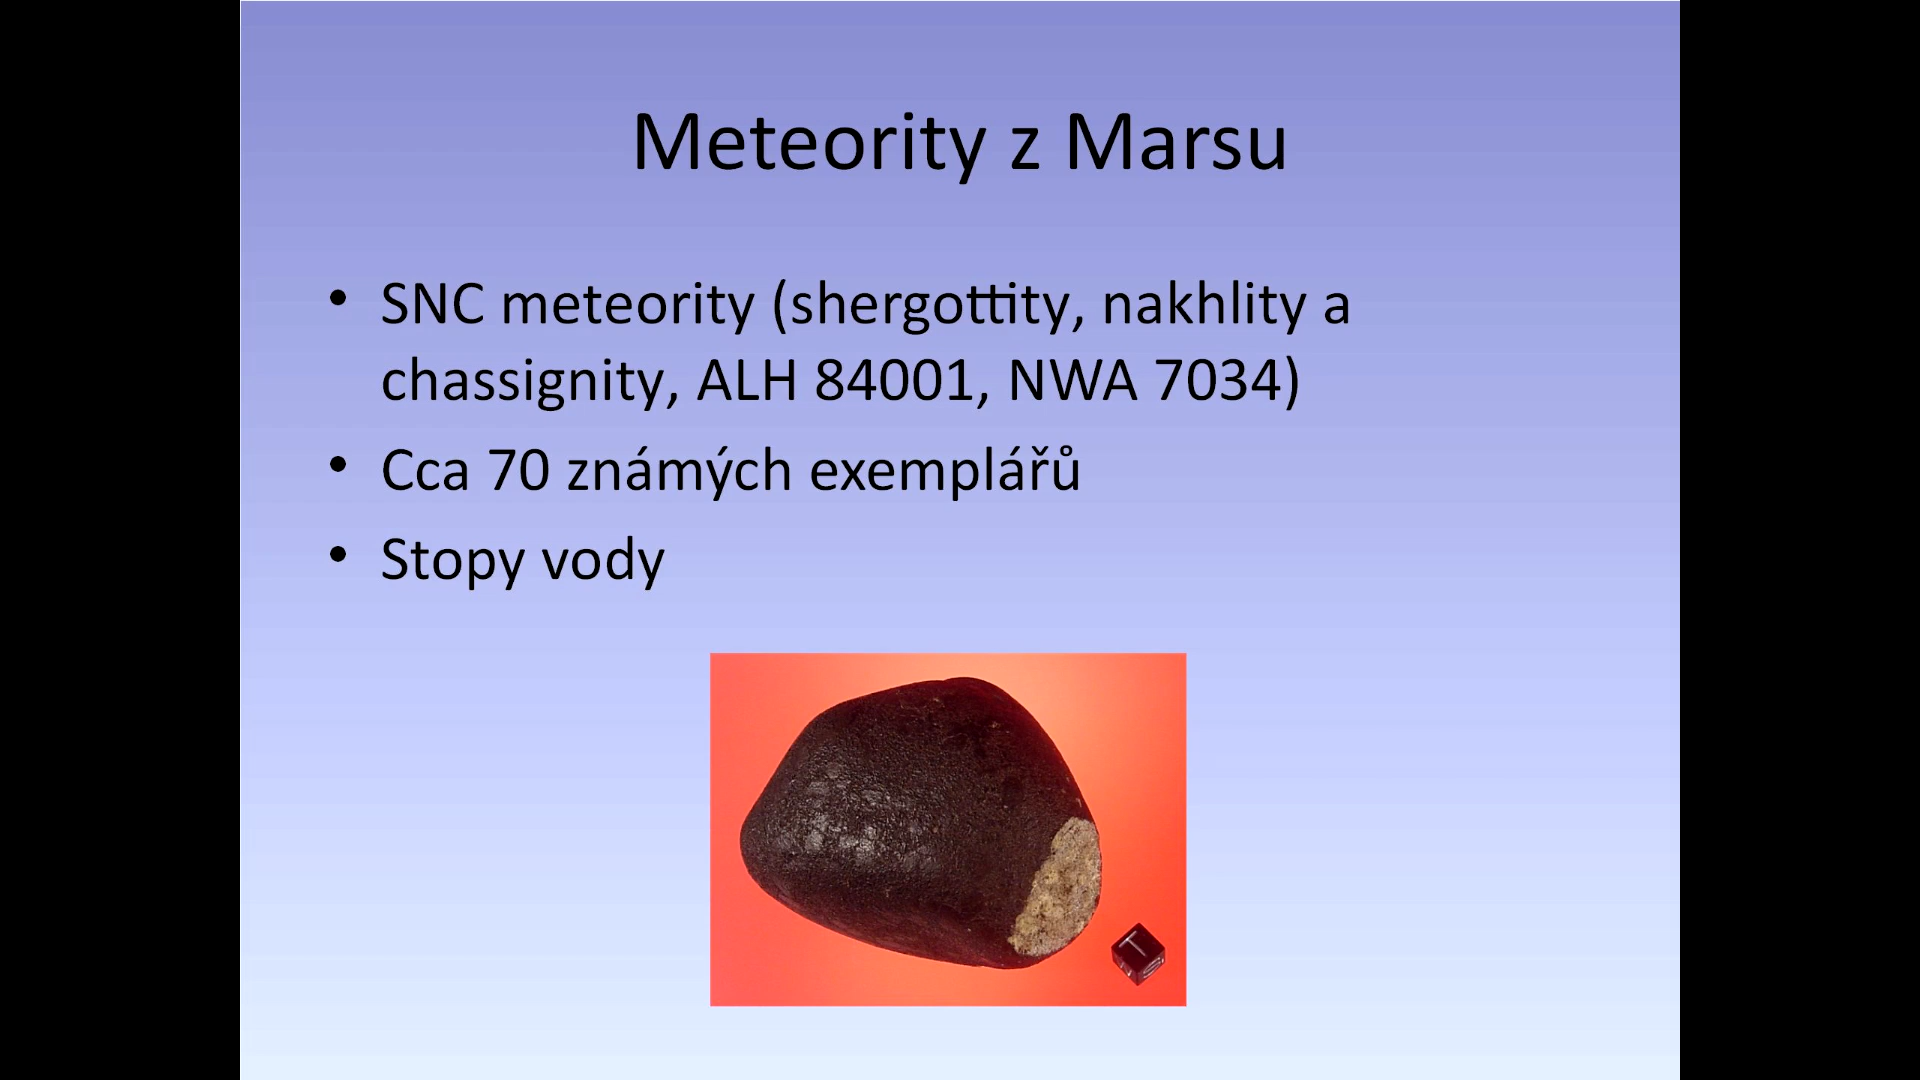 Meteority z Marsu
• SNC meteority (shergottity, nakhlity a
chassignity, ALH 84001, NWA 7034)
• Cca 70 známých exemplářů
• Stopy vody
T